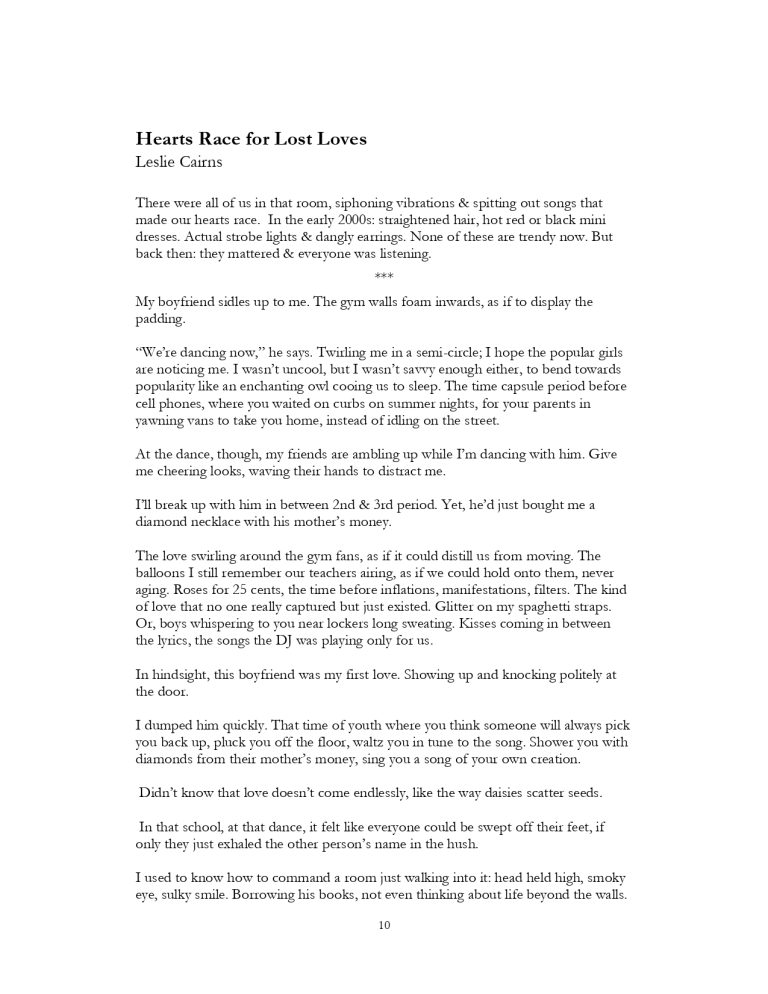 Hearts Race for Lost Loves
Leslie Cairns
There were all of us in that room, siphoning vibrations & spitting out songs that
made our hearts race.  In the early 2000s: straightened hair, hot red or black mini
dresses. Actual strobe lights & dangly earrings. None of these are trendy now. But
back then: they mattered & everyone was listening.
***
My boyfriend sidles up to me. The gym walls foam inwards, as if to display the
padding.
“We’re dancing now,” he says. Twirling me in a semi-circle; I hope the popular girls
are noticing me. I wasn’t uncool, but I wasn’t savvy enough either, to bend towards
popularity like an enchanting owl cooing us to sleep. The time capsule period before
cell phones, where you waited on curbs on summer nights, for your parents in
yawning vans to take you home, instead of idling on the street.
At the dance, though, my friends are ambling up while I’m dancing with him. Give
me cheering looks, waving their hands to distract me.
I’ll break up with him in between 2nd & 3rd period. Yet, he’d just bought me a
diamond necklace with his mother’s money.
The love swirling around the gym fans, as if it could distill us from moving. The
balloons I still remember our teachers airing, as if we could hold onto them, never
aging. Roses for 25 cents, the time before inflations, manifestations, filters. The kind
of love that no one really captured but just existed. Glitter on my spaghetti straps.
Or, boys whispering to you near lockers long sweating. Kisses coming in between
the lyrics, the songs the DJ was playing only for us.
In hindsight, this boyfriend was my first love. Showing up and knocking politely at
the door.
I dumped him quickly. That time of youth where you think someone will always pick
you back up, pluck you off the floor, waltz you in tune to the song. Shower you with
diamonds from their mother’s money, sing you a song of your own creation.
Didn’t know that love doesn’t come endlessly, like the way daisies scatter seeds.
In that school, at that dance, it felt like everyone could be swept off their feet, if
only they just exhaled the other person’s name in the hush.
I used to know how to command a room just walking into it: head held high, smoky
eye, sulky smile. Borrowing his books, not even thinking about life beyond the walls.
10